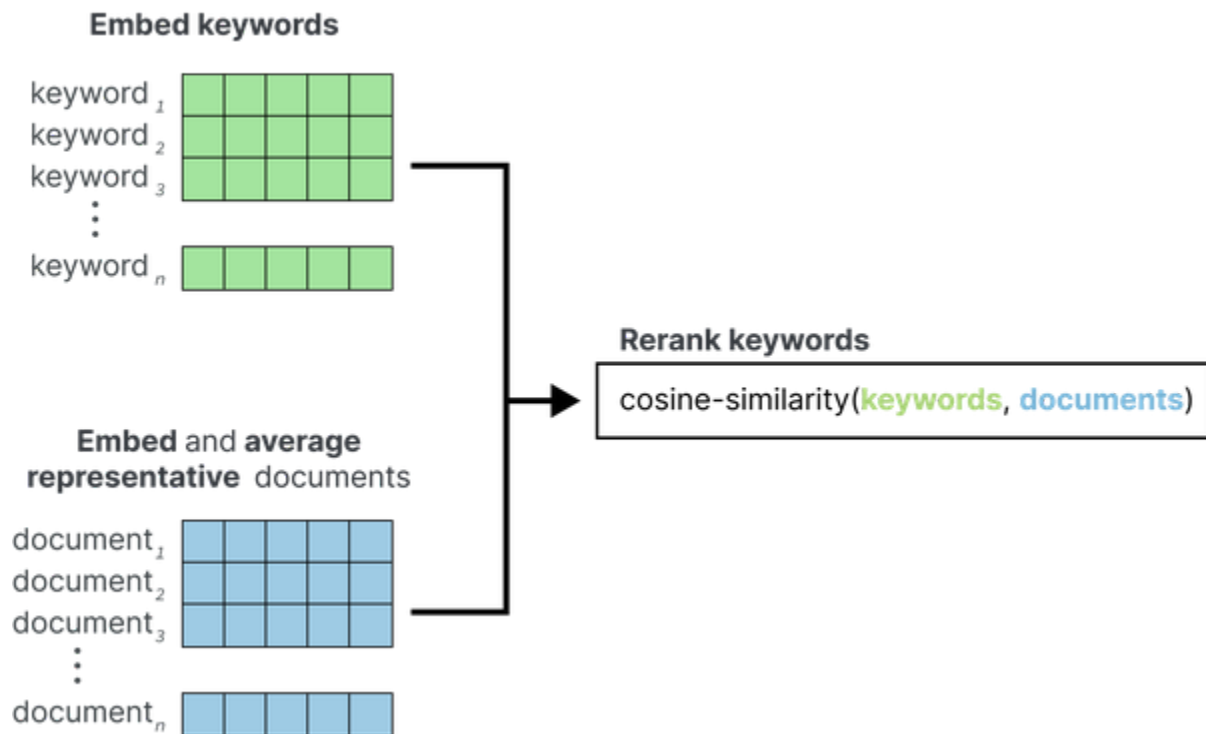 Embed keywords
keyword 1
keyword 2
keyword 3
keyword n
Rerank keywords
cosine-similarity(keywords, documents)
Embed and average
representative documents
document1
document2
document3
documentn